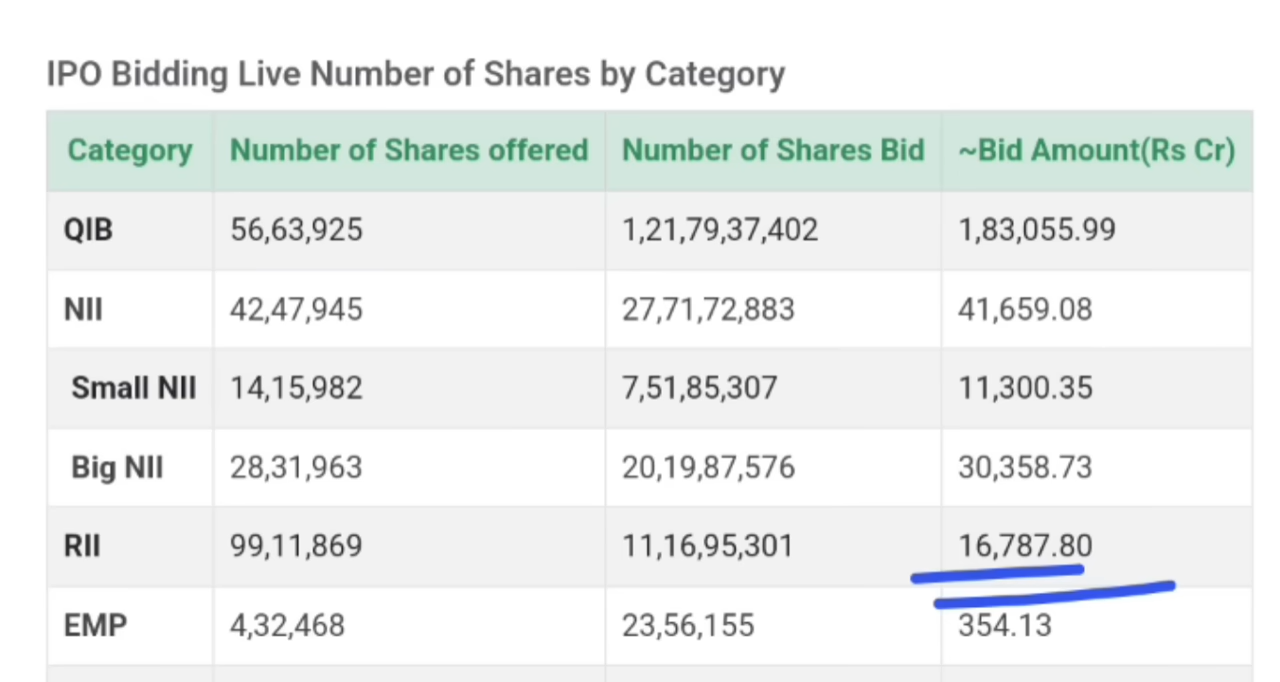 IPO Bidding Live Number of Shares by Category
Category Number of Shares offered Number of Shares Bid ~Bid Amount(Rs Cr)
QIB 56,63,925 1,21,79,37,402 1,83,055.99
NII 42,47,945 27,71,72,883 41,659.08
Small NII 14,15,982 7,51,85,307 11,300.35
Big NII 28,31,963 20,19,87,576 30,358.73
RII 99,11,869 11,16,95,301 16,787.80
EMP 4,32,468 23,56,155 354.13